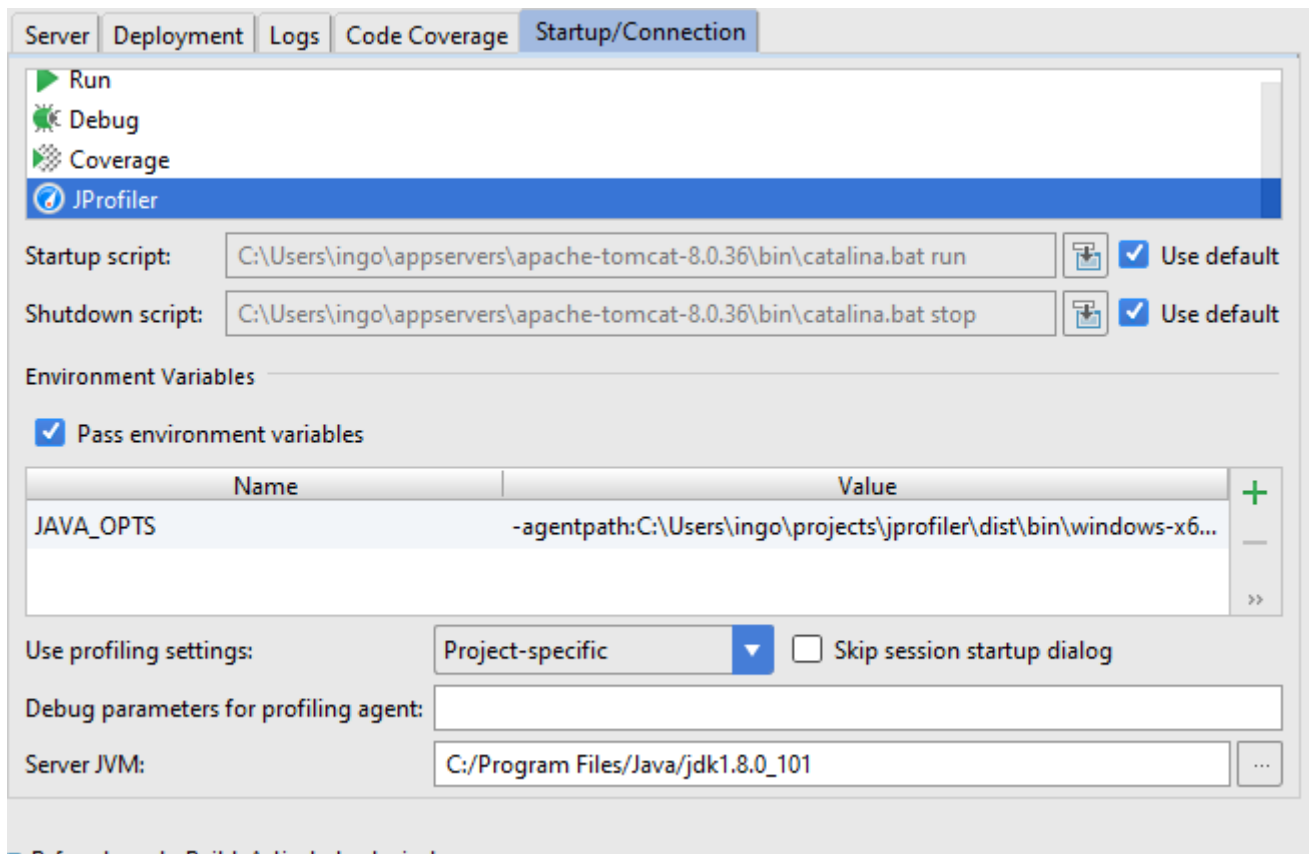 Server Deployment Logs Code Coverage Startup/Connection
Run
Debug
Coverage
JProfiler
Startup script: C:\Users\ingo\appservers\apache-tomcat-8.0.36\bin\catalina.bat run Use default
Shutdown script: C:\Users\ingo\appservers\apache-tomcat-8.0.36\bin\catalina.bat stop Use default
Environment Variables
Pass environment variables
Name Value
JAVA_OPTS -agentpath:C:\Users\ingo\projects\jprofiler\dist\bin\windows-x6...
Use profiling settings: Project-specific Skip session startup dialog
Debug parameters for profiling agent:
Server JVM: C:/Program Files/Java/jdk1.8.0_101 ...